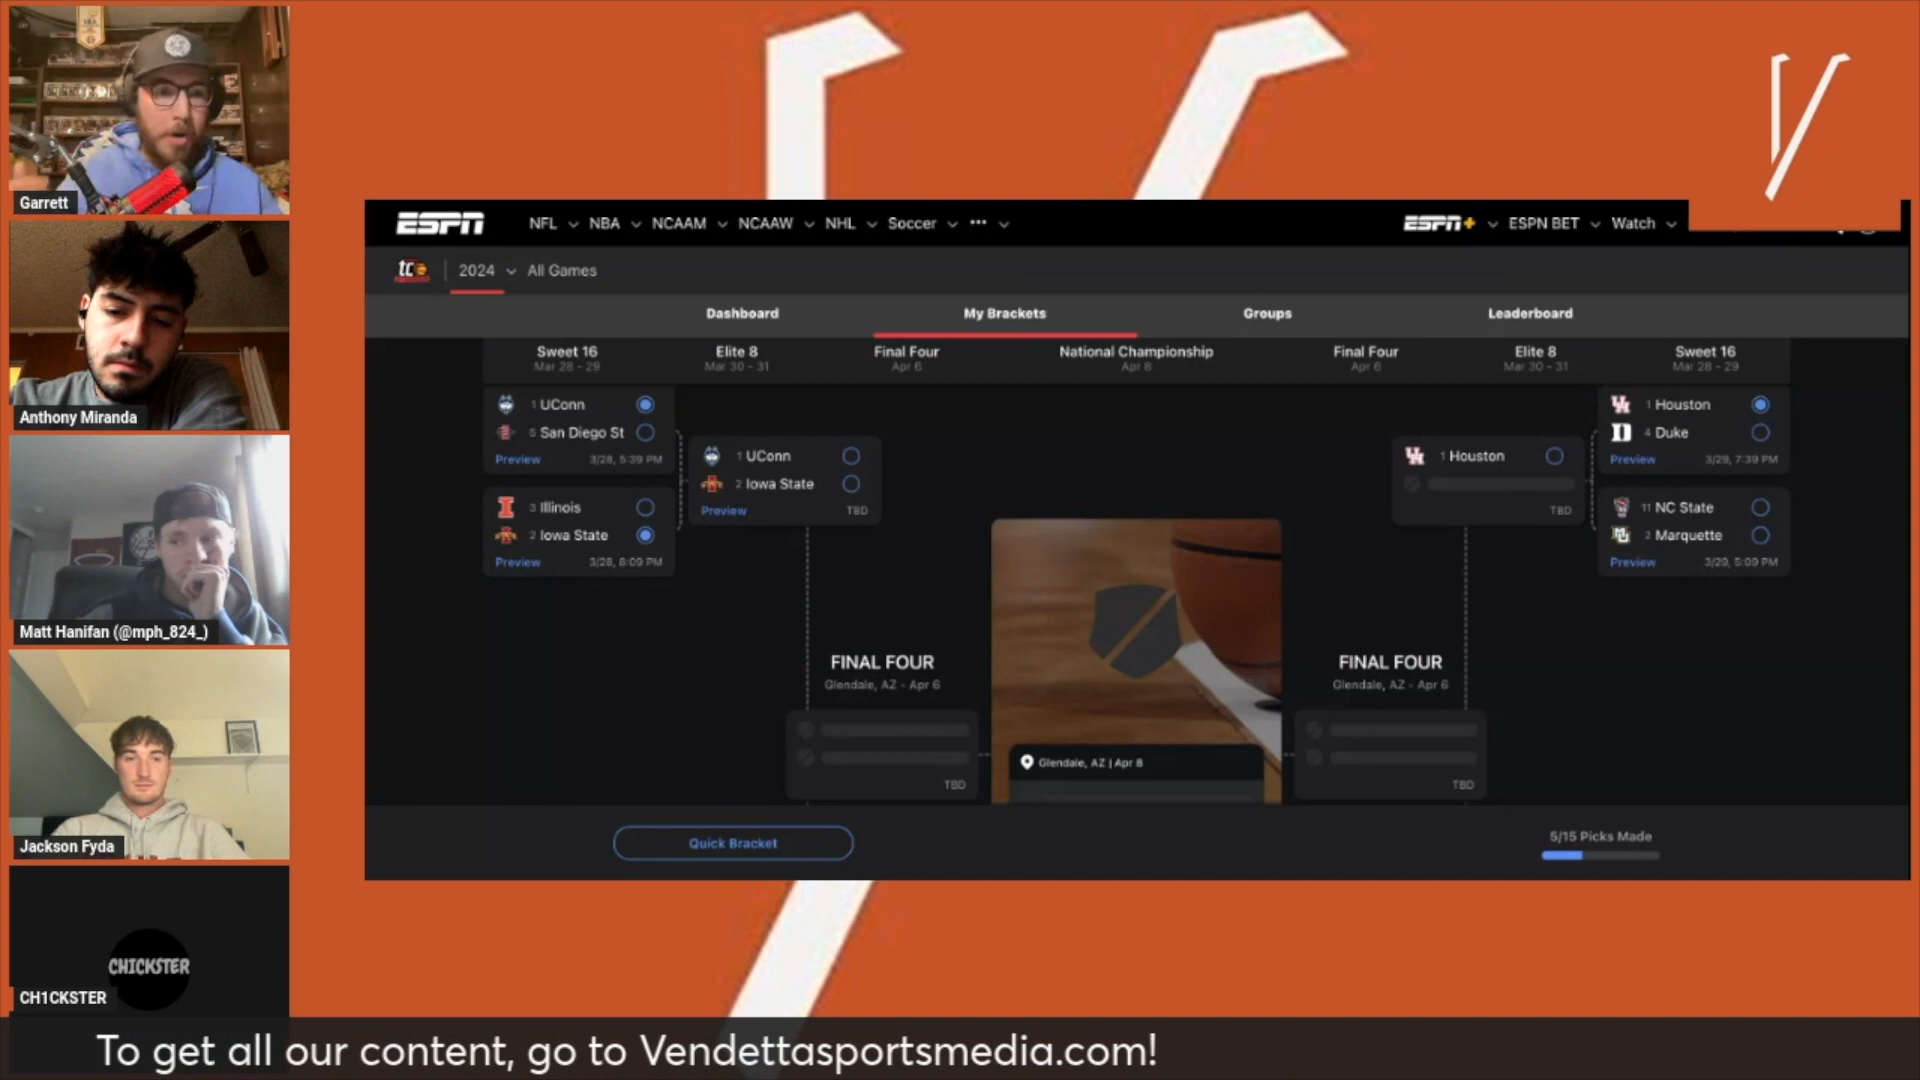 Garrett
Anthony Miranda
Matt Hanifan (@mph_824_)
Jackson Fyda
CHICKSTER
CH1CKSTER
ESPN
NFL NBA NCAAM NCAAW NHL Soccer •••
ESPN+ ESPN BET Watch
tc
2024 All Games
Dashboard My Brackets Groups Leaderboard
Sweet 16
Mar 28 - 29
Elite 8
Mar 30 - 31
Final Four
Apr 6
National Championship
Apr 8
Final Four
Apr 6
Elite 8
Mar 30 - 31
Sweet 16
Mar 28 - 29
1 UConn
5 San Diego St
Preview 3/28, 5:39 PM
3 Illinois
2 Iowa State
Preview 3/28, 8:09 PM
1 UConn
2 Iowa State
Preview TBD
1 Houston
TBD
1 Houston
4 Duke
Preview 3/29, 7:39 PM
11 NC State
2 Marquette
Preview 3/29, 5:09 PM
FINAL FOUR
Glendale, AZ - Apr 6
TBD
Glendale, AZ | Apr 8
FINAL FOUR
Glendale, AZ - Apr 6
TBD
Quick Bracket
5/15 Picks Made
To get all our content, go to Vendettasportsmedia.com!